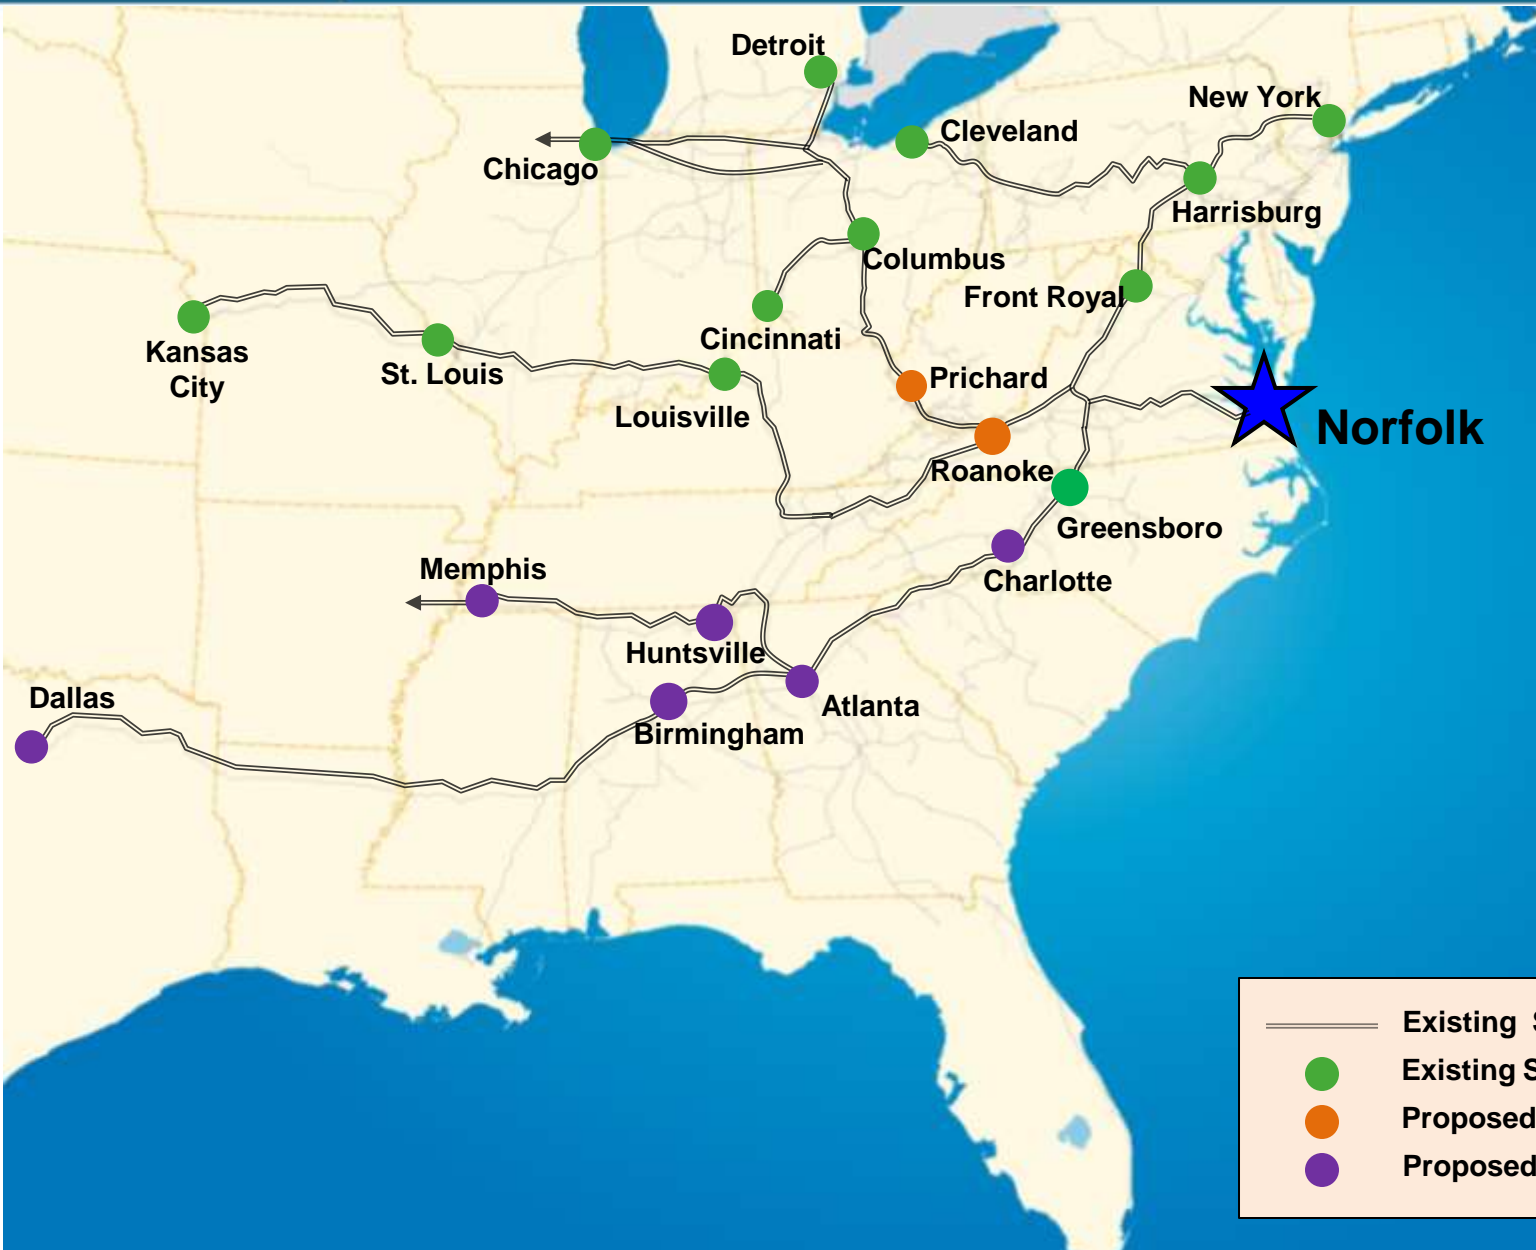 Detroit
New York
Cleveland
Chicago
Harrisburg
Columbus
Front Royal
Cincinnati
Kansas
City
St. Louis
Prichard
Louisville
Norfolk
Roanoke
Greensboro
Memphis
Charlotte
Huntsville
Dallas
Atlanta
Birmingham
Existing
Existing
Proposed
Proposed